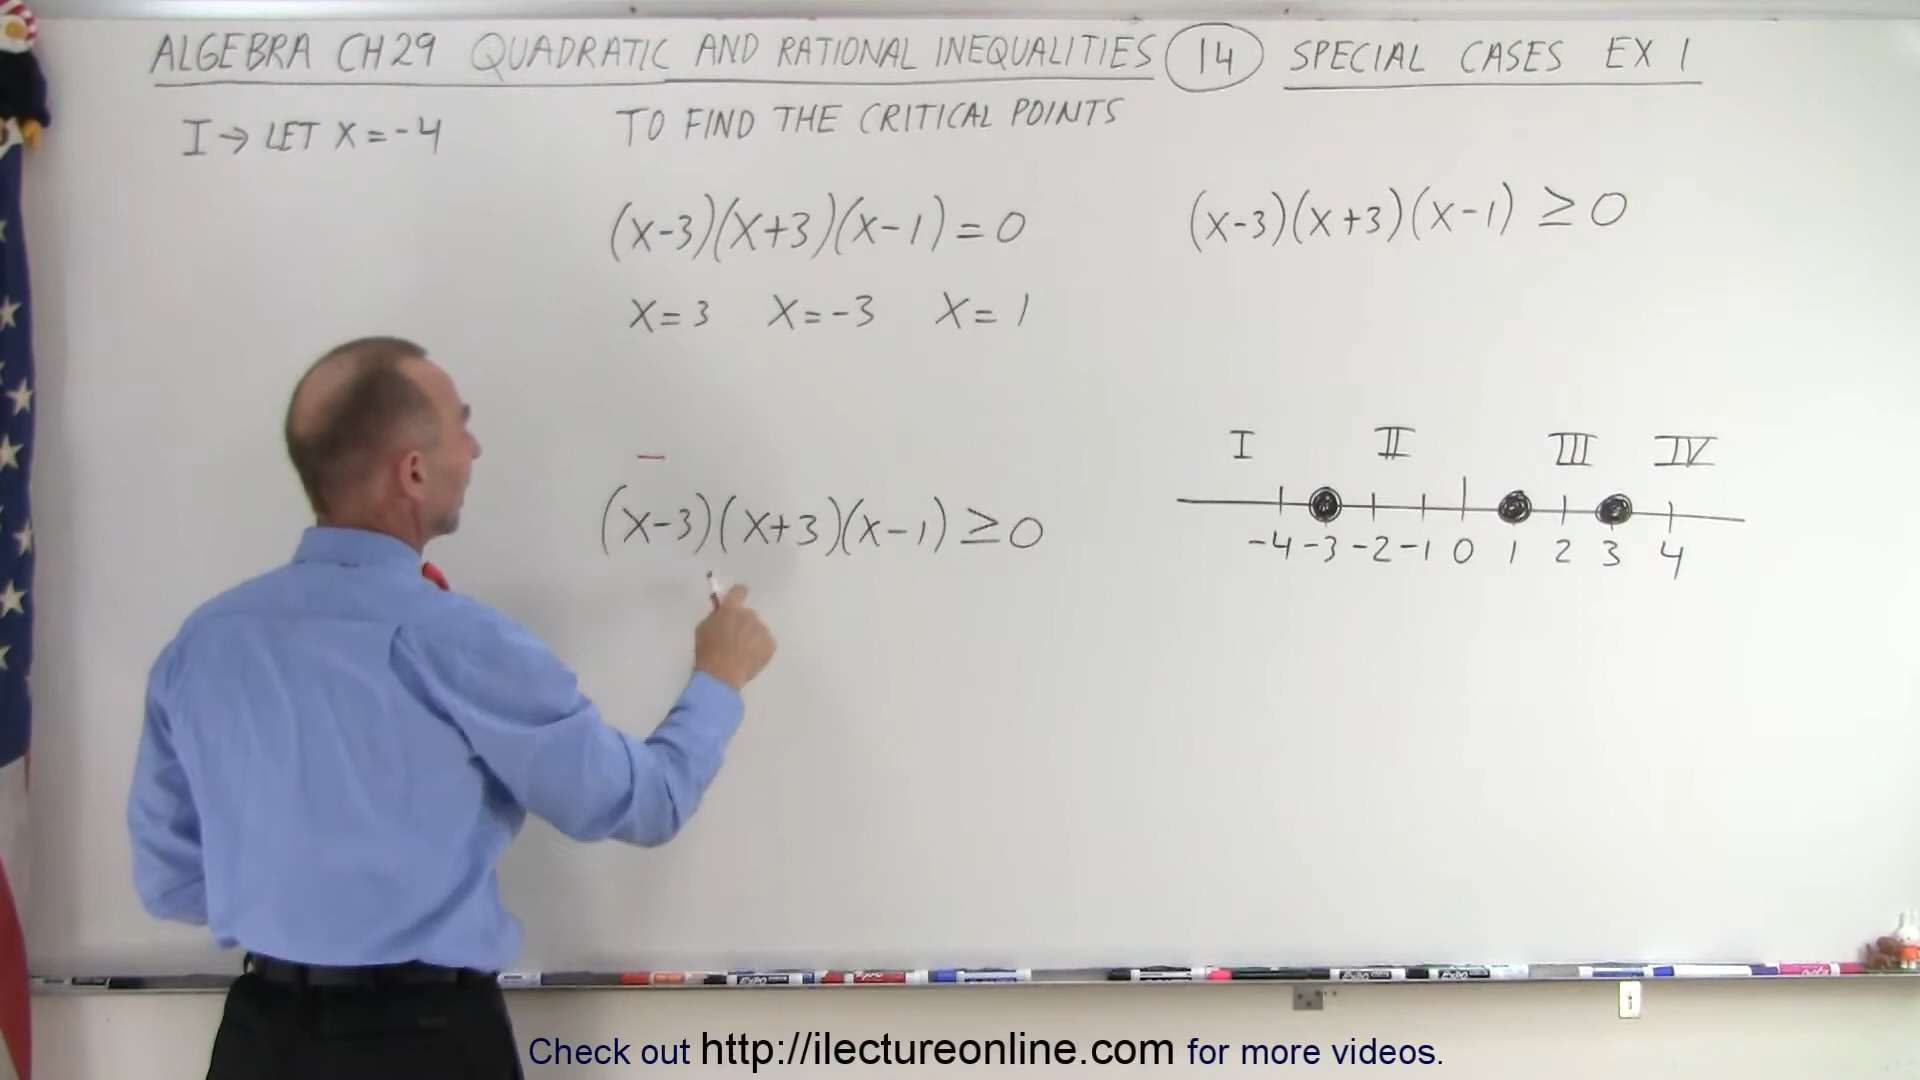 ALGEBRA CH 29 QUADRATIC AND RATIONAL INEQUALITIES 14 SPECIAL CASES EX 1
I → LET X = -4
TO FIND THE CRITICAL POINTS
(X-3)(X+3)(X-1) = 0
X = 3 X = -3 X = 1
(X-3)(X+3)(X-1) ≥ 0
-
(X-3)(X+3)(X-1) ≥ 0
I II III IV
-4 -3 -2 -1 0 1 2 3 4
Check out http://ilectureonline.com for more videos.